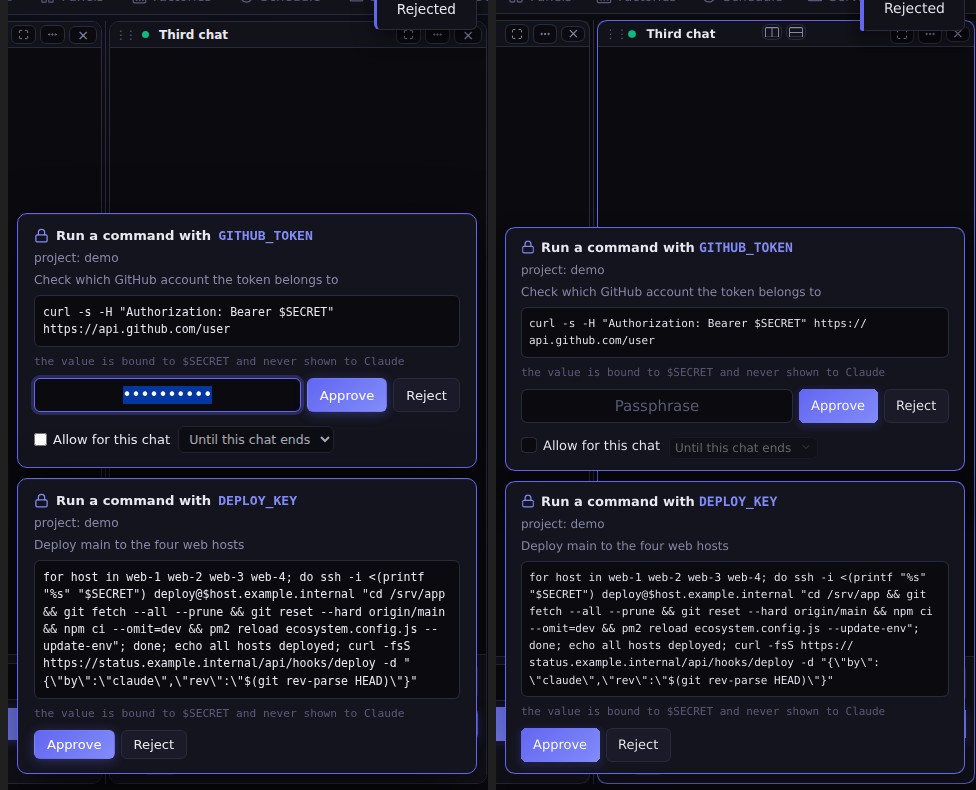 Rejected
Third chat
Run a command with GITHUB_TOKEN
project: demo
Check which GitHub account the token belongs to
curl -s -H "Authorization: Bearer $SECRET"
https://api.github.com/user
the value is bound to $SECRET and never shown to Claude
••••••••••
Approve
Reject
Allow for this chat
Until this chat ends
Run a command with DEPLOY_KEY
project: demo
Deploy main to the four web hosts
for host in web-1 web-2 web-3 web-4; do ssh -i <(printf
"%s" "$SECRET") deploy@$host.example.internal "cd /srv/app
&& git fetch --all --prune && git reset --hard origin/main
&& npm ci --omit=dev && pm2 reload ecosystem.config.js --
update-env"; done; echo all hosts deployed; curl -fsS
https://status.example.internal/api/hooks/deploy -d "
{\"by\":\"claude\",\"rev\":\"$(git rev-parse HEAD)\"}"
the value is bound to $SECRET and never shown to Claude
Approve
Reject
Rejected
Third chat
Run a command with GITHUB_TOKEN
project: demo
Check which GitHub account the token belongs to
curl -s -H "Authorization: Bearer $SECRET" https://
api.github.com/user
the value is bound to $SECRET and never shown to Claude
Passphrase
Approve
Reject
Allow for this chat
Until this chat ends
Run a command with DEPLOY_KEY
project: demo
Deploy main to the four web hosts
for host in web-1 web-2 web-3 web-4; do ssh -i <(printf "%s"
"$SECRET") deploy@$host.example.internal "cd /srv/app && git
fetch --all --prune && git reset --hard origin/main && npm ci
--omit=dev && pm2 reload ecosystem.config.js --update-env";
done; echo all hosts deployed; curl -fsS https://
status.example.internal/api/hooks/deploy -d "{\"by\":
\"claude\",\"rev\":\"$(git rev-parse HEAD)\"}"
the value is bound to $SECRET and never shown to Claude
Approve
Reject